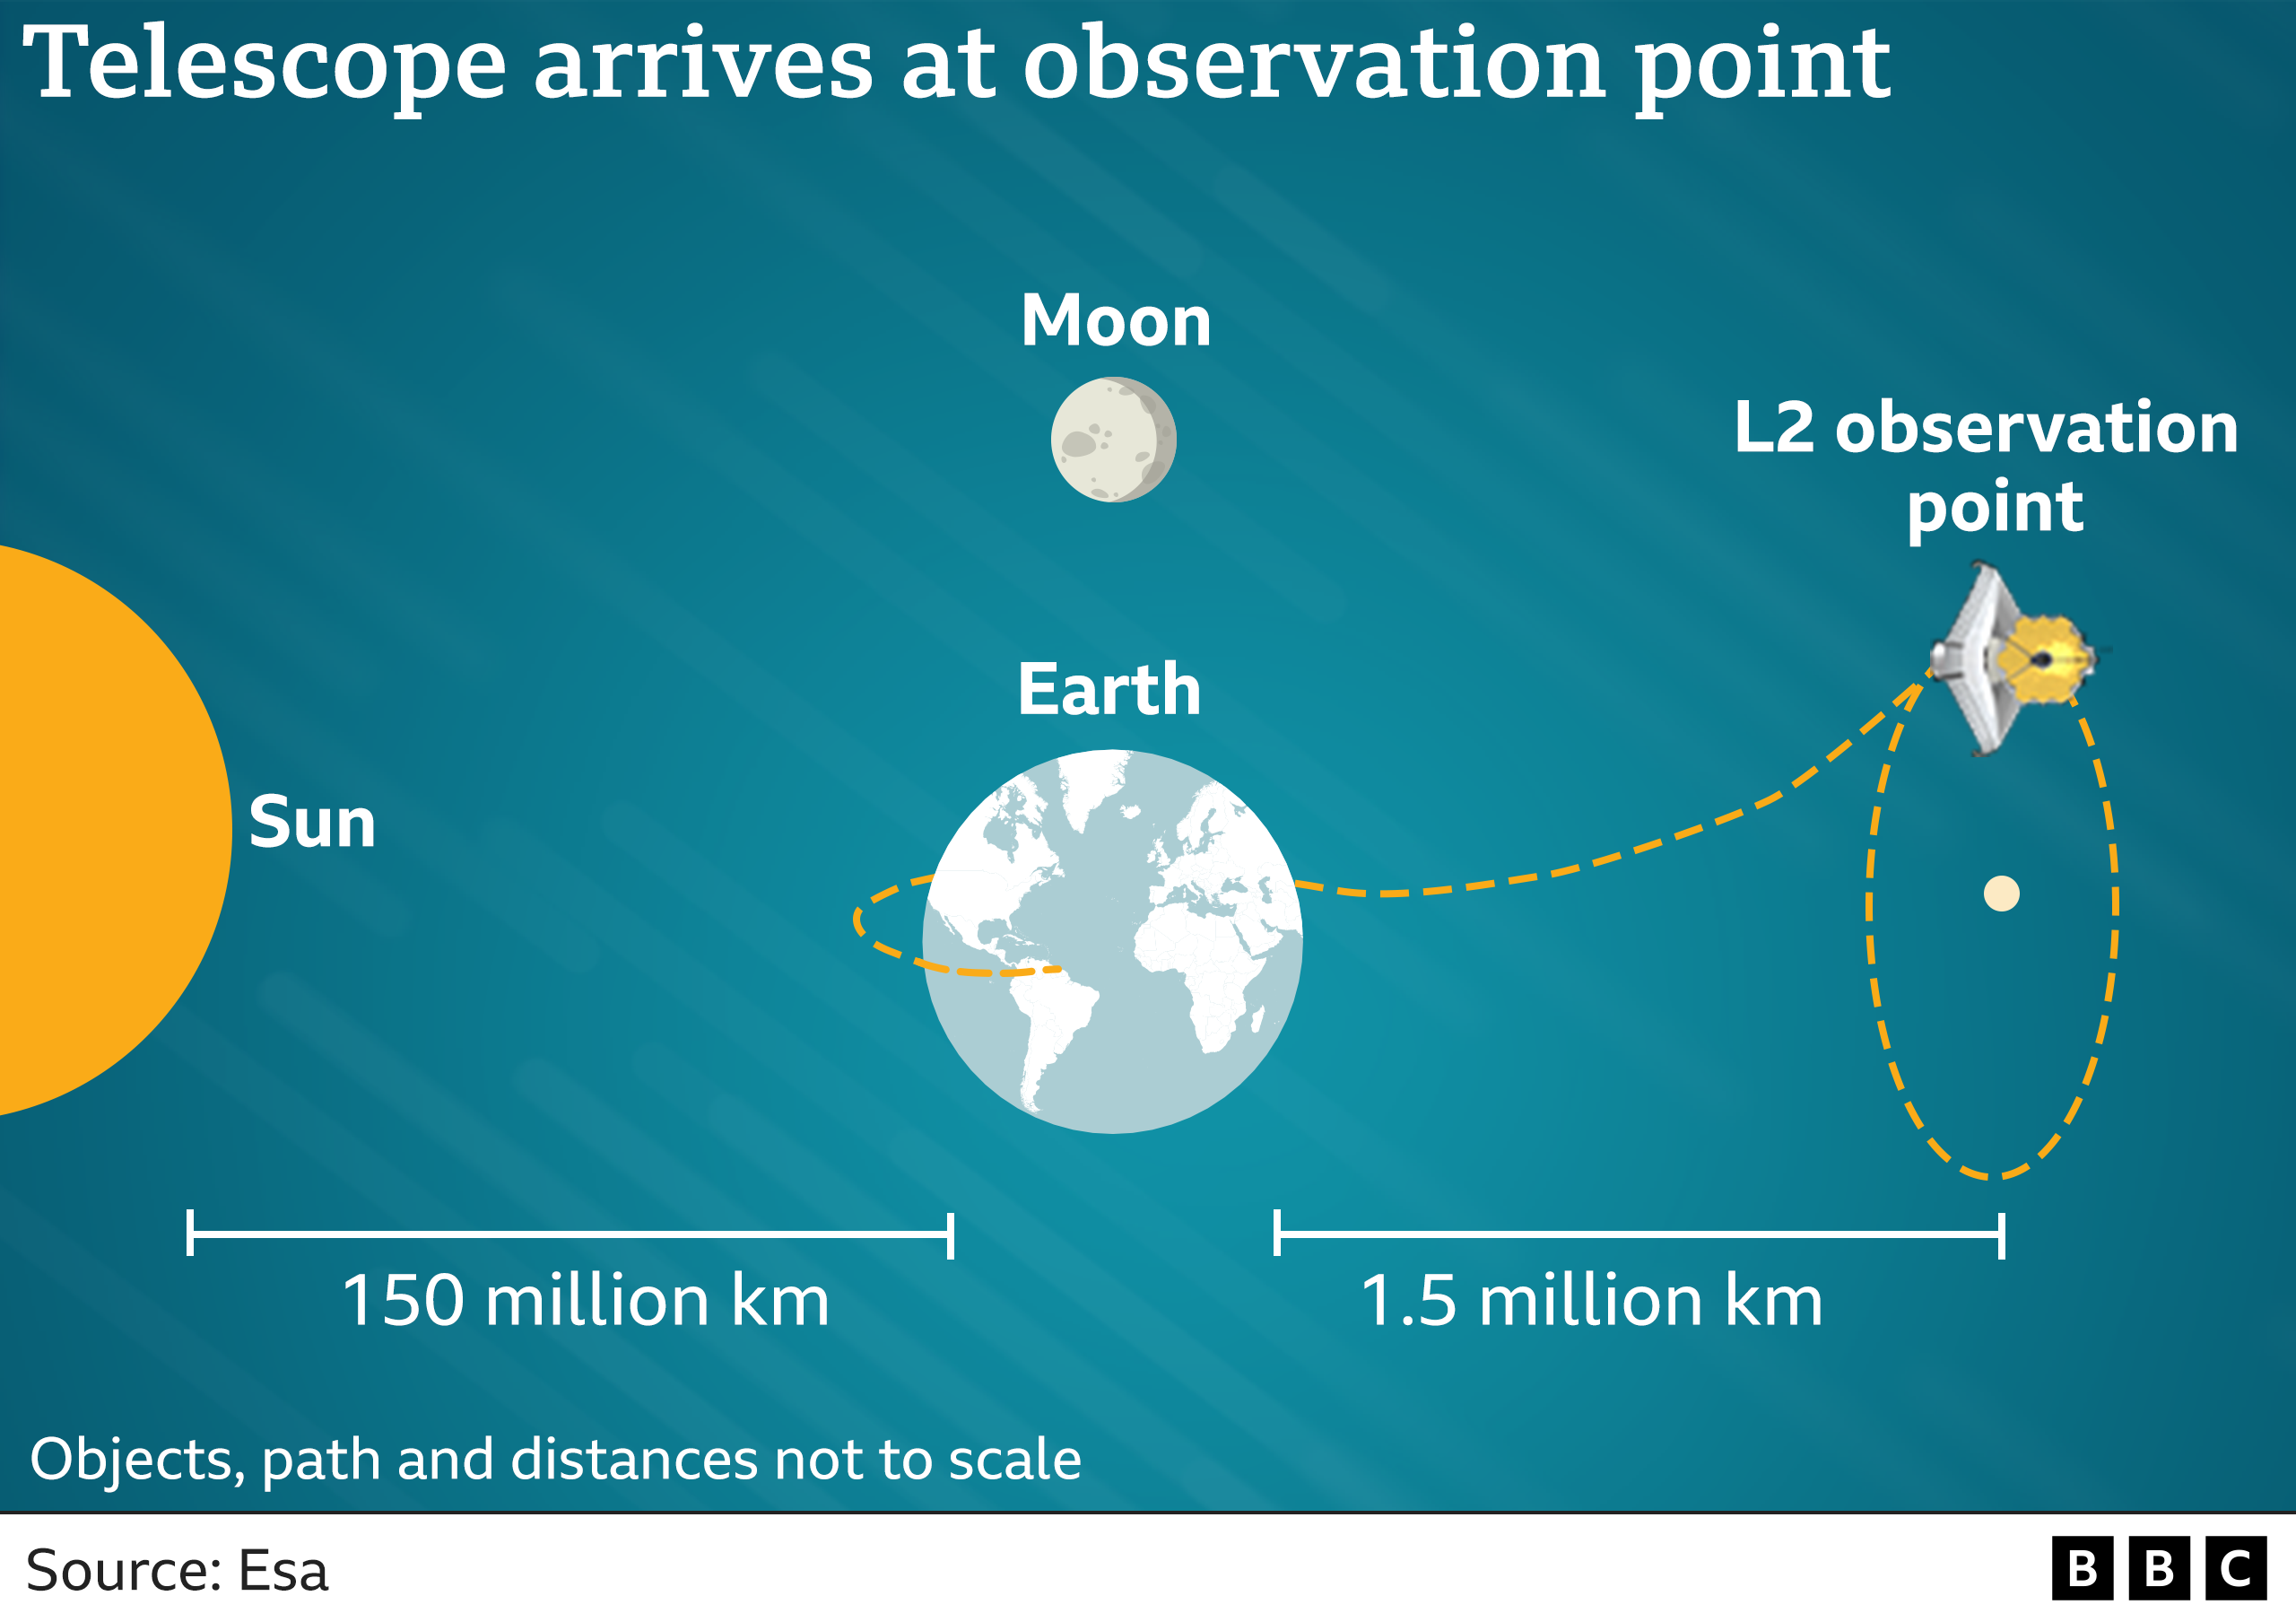 Telescope arrives at observation point
Moon
L2 observation
point
Earth
Sun
150 million km
1.5 million km
Objects, path and distances not to scale
Source: Esa
BBC